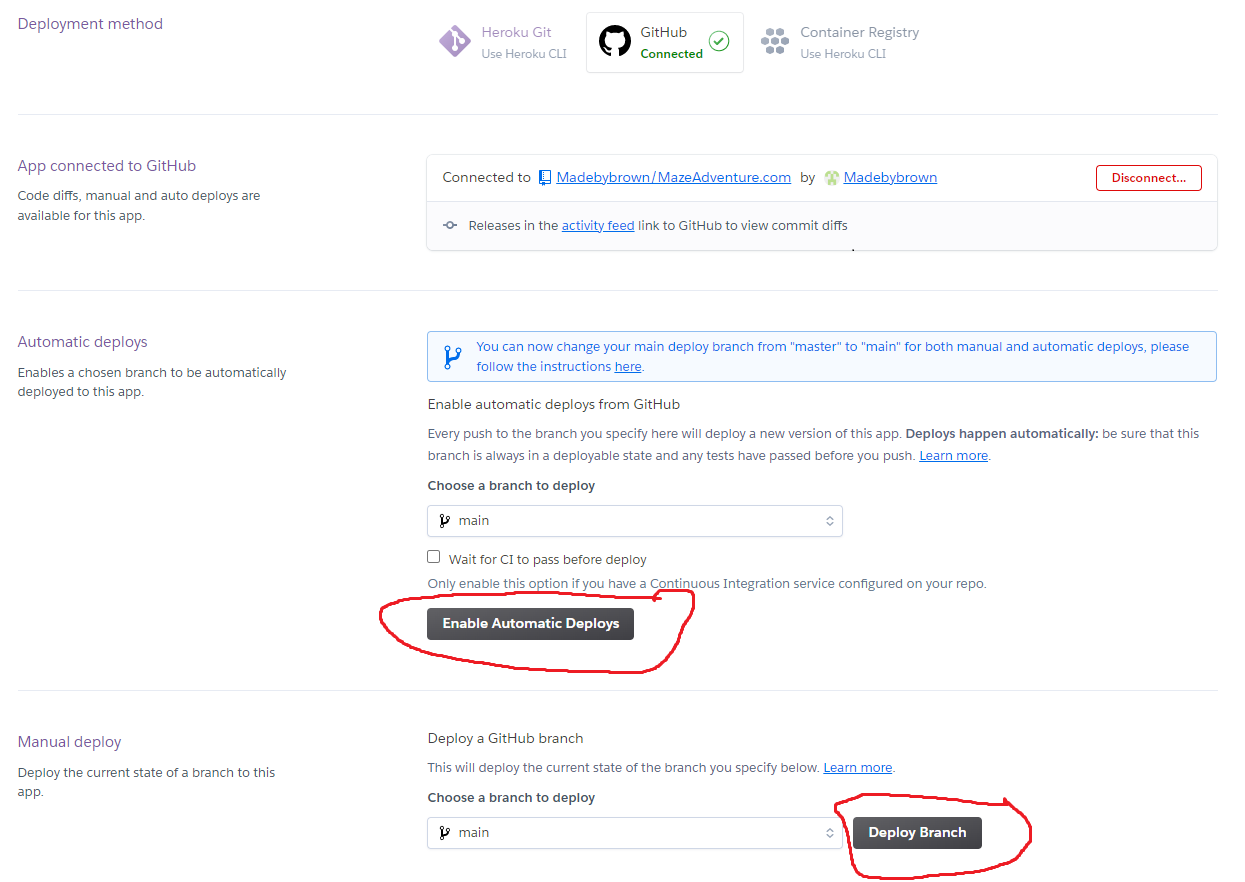 Deployment method
Heroku Git
Use Heroku CLI
GitHub
Connected
Container Registry
Use Heroku CLI
App connected to GitHub
Code diffs, manual and auto deploys are
available for this app.
Connected to Madebybrown/MazeAdventure.com by Madebybrown
Disconnect...
Releases in the activity feed link to GitHub to view commit diffs
Automatic deploys
Enables a chosen branch to be automatically
deployed to this app.
You can now change your main deploy branch from "master" to "main" for both manual and automatic deploys, please
follow the instructions here.
Enable automatic deploys from GitHub
Every push to the branch you specify here will deploy a new version of this app. Deploys happen automatically: be sure that this
branch is always in a deployable state and any tests have passed before you push. Learn more.
Choose a branch to deploy
main
Wait for CI to pass before deploy
Only enable this option if you have a Continuous Integration service configured on your repo.
Enable Automatic Deploys
Manual deploy
Deploy the current state of a branch to this
app.
Deploy a GitHub branch
This will deploy the current state of the branch you specify below. Learn more.
Choose a branch to deploy
main
Deploy Branch